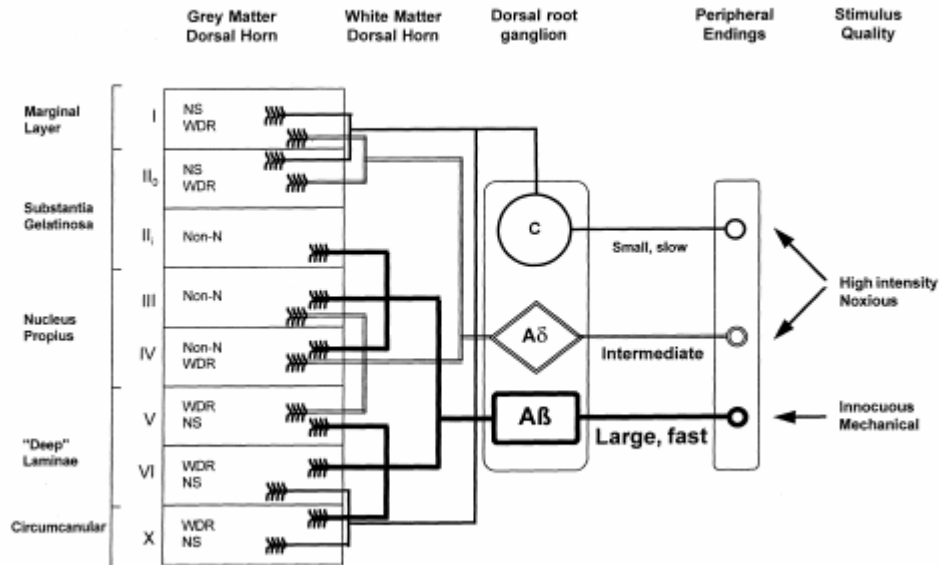 Grey Matter
Dorsal Horn
White Matter
Dorsal Horn
Dorsal root
ganglion
Peripheral
Endings
Stimulus
Quality
Marginal
Layer
I
NS
WDR
Substantia
Gelatinosa
II₀
NS
WDR
IIᵢ
Non-N
Nucleus
Propius
III
Non-N
IV
Non-N
WDR
"Deep"
Laminae
V
WDR
NS
VI
WDR
NS
Circumcanular
X
WDR
NS
C
Small, slow
Aδ
Intermediate
Aß
Large, fast
High intensity
Noxious
Innocuous
Mechanical